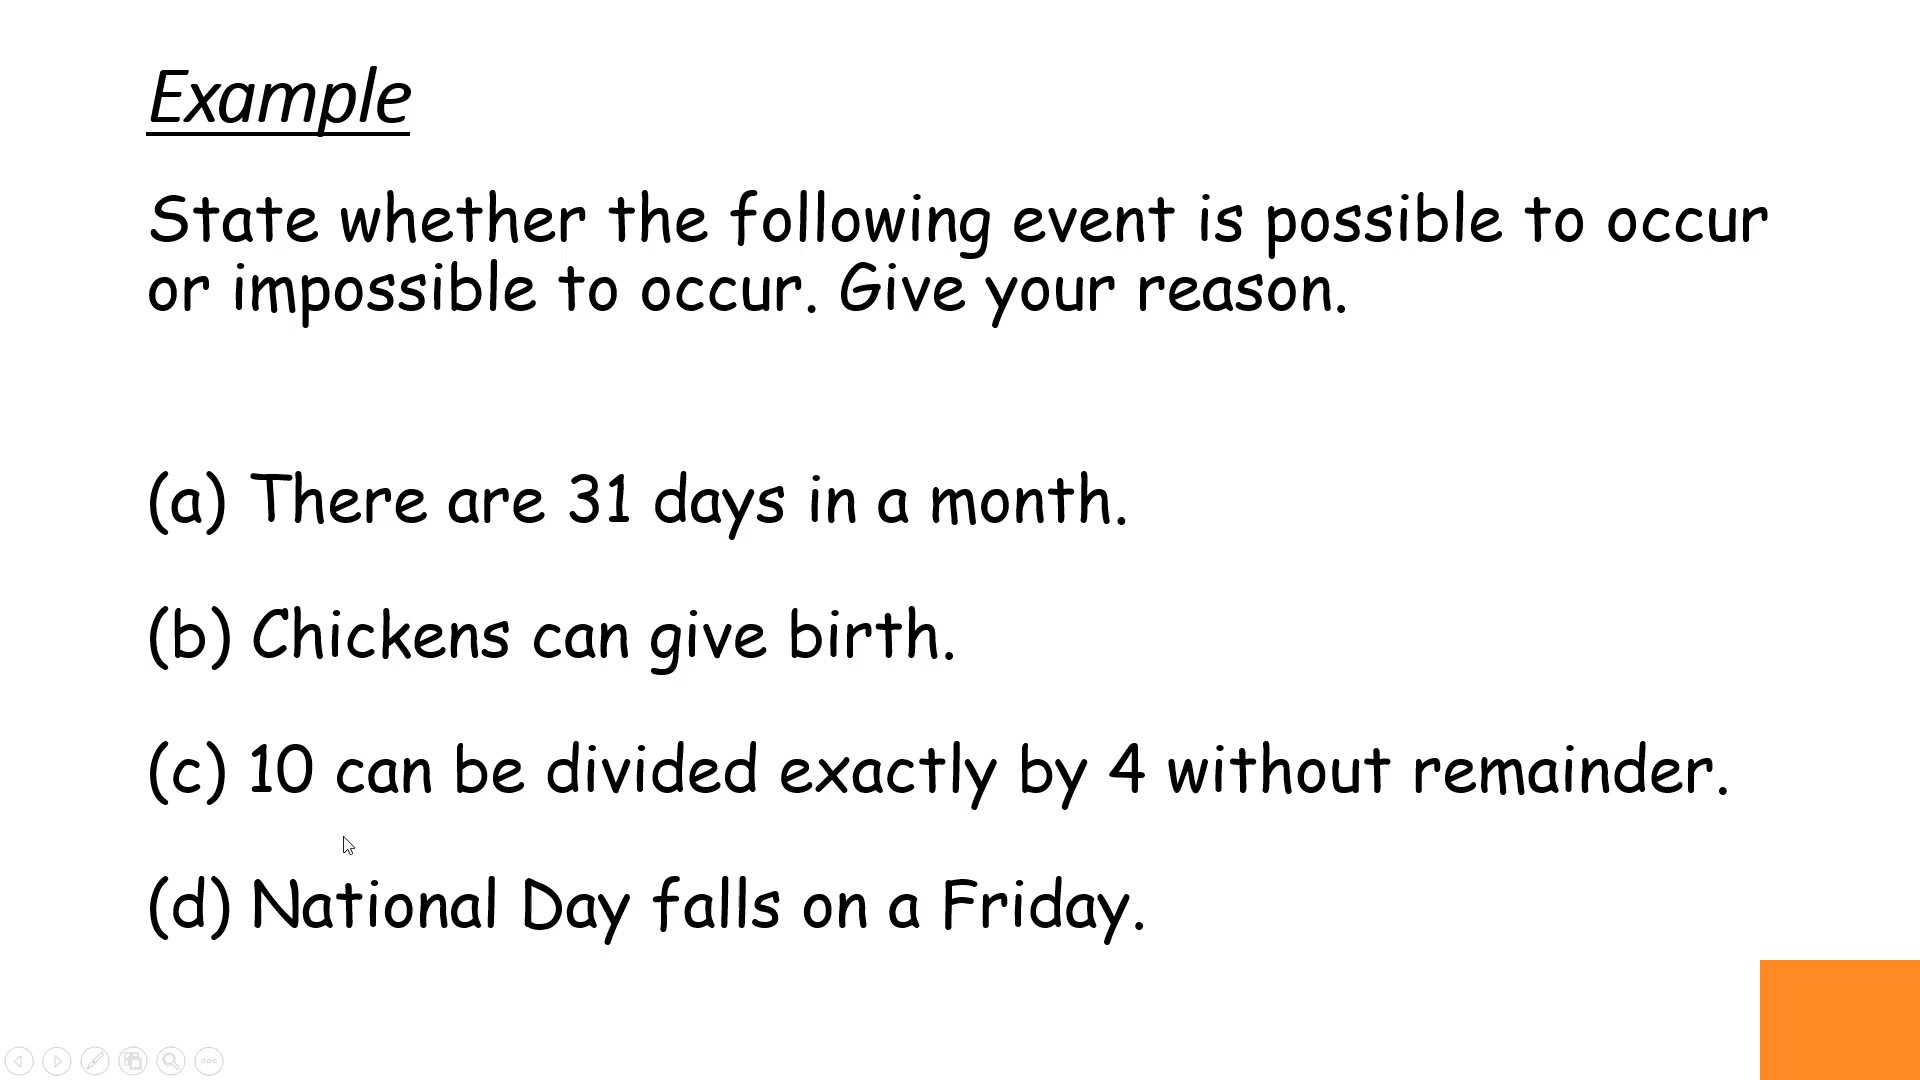 Example
State whether the following event is possible to occur
or impossible to occur. Give your reason.
(a) There are 31 days in a month.
(b) Chickens can give birth.
(c) 10 can be divided exactly by 4 without remainder.
(d) National Day falls on a Friday.